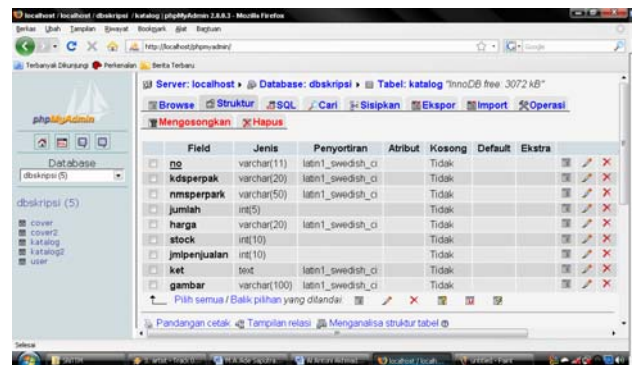 localhost / localhost / dbskripsi / katalog | phpMyAdmin 2.8.0.3 - Mozilla Firefox
Berkas Ubah Tampilan Riwayat Bookmark Alat Bantuan
http://localhost/phpmyadmin/
Terbanyak Dikunjungi Perkenalan Berita Terbaru
phpMyAdmin
Database
dbskripsi (5)
dbskripsi (5)
cover
cover2
katalog
katalog2
user
Server: localhost Database: dbskripsi Tabel: katalog "InnoDB free: 3072 kB"
Browse Struktur SQL Cari Sisipkan Ekspor Import Operasi
Mengosongkan Hapus
Field Jenis Penyortiran Atribut Kosong Default Ekstra
no varchar(11) latin1_swedish_ci Tidak
kdsperpak varchar(20) latin1_swedish_ci Tidak
nmsperpark varchar(50) latin1_swedish_ci Tidak
jumlah int(5) Tidak
harga varchar(20) latin1_swedish_ci Tidak
stock int(10) Tidak
jmlpenjualan int(10) Tidak
ket text latin1_swedish_ci Tidak
gambar varchar(100) latin1_swedish_ci Tidak
Pilih semua / Balik pilihan yang ditandai:
Pandangan cetak Tampilan relasi Menganalisa struktur tabel
Selesai